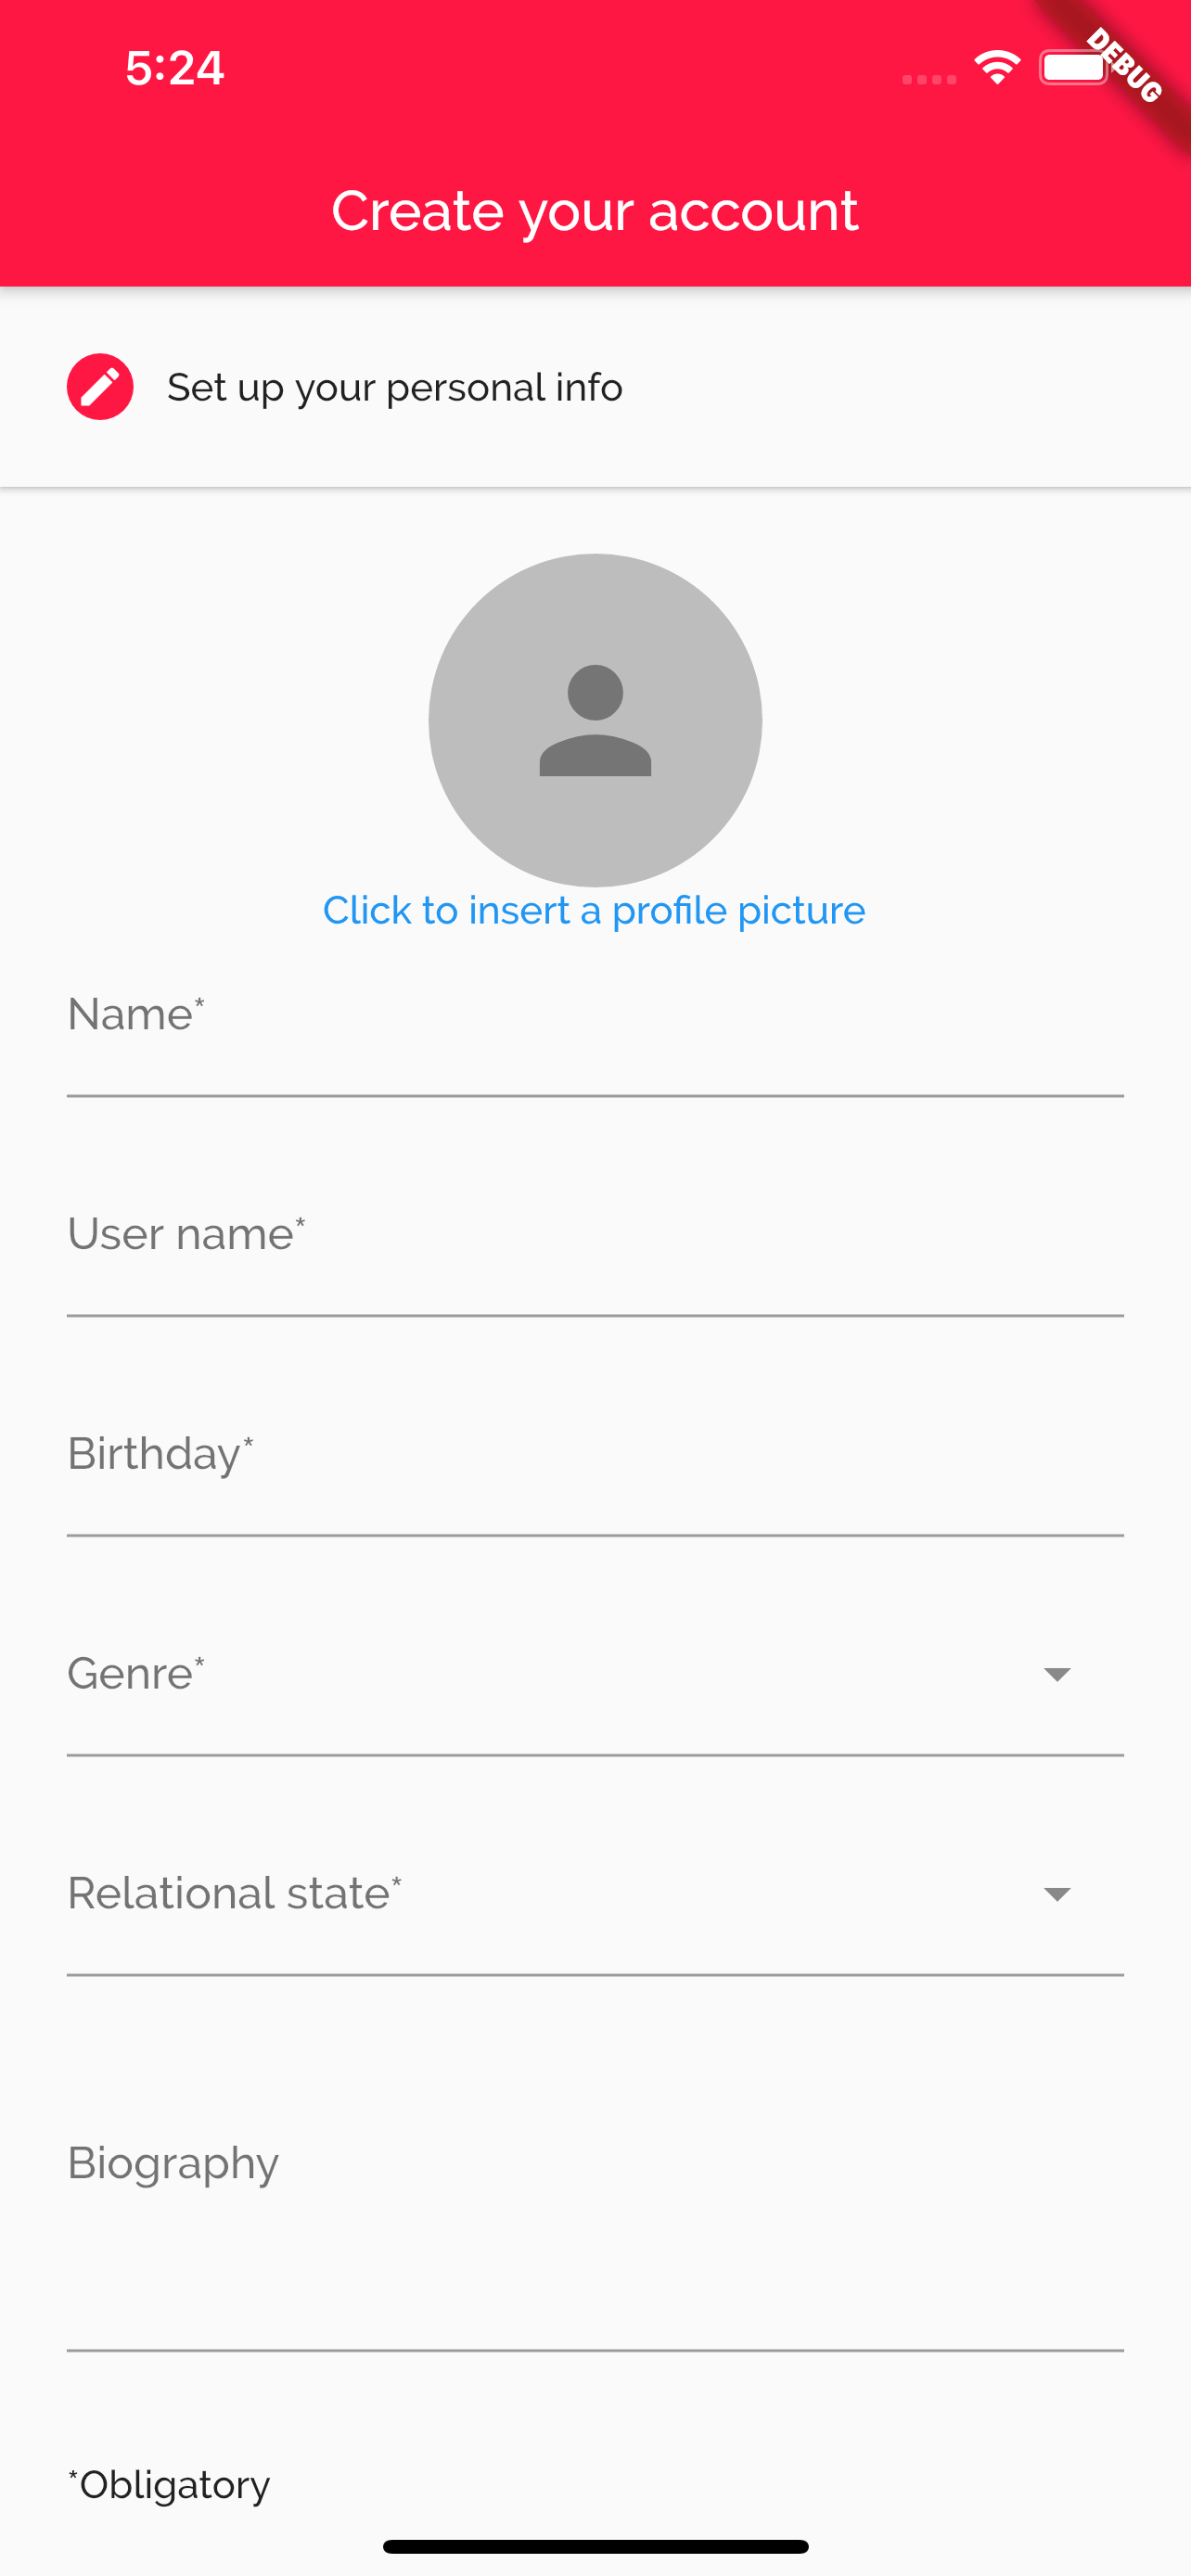 5:24
DEBUG
Create your account
Set up your personal info
Click to insert a profile picture
Name*
User name*
Birthday*
Genre*
Relational state*
Biography
*Obligatory